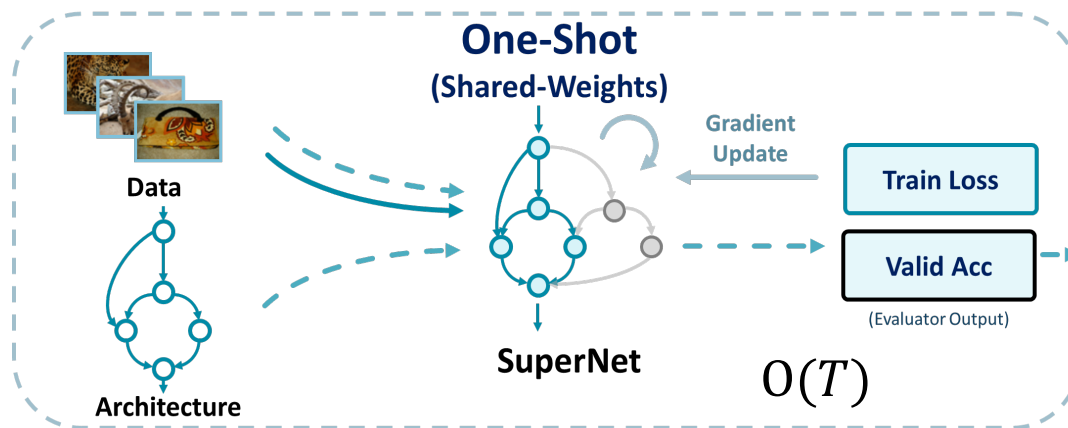 One-Shot
(Shared-Weights)
Data
Architecture
SuperNet
Gradient
Update
Train Loss
Valid Acc
(Evaluator Output)
O(T)